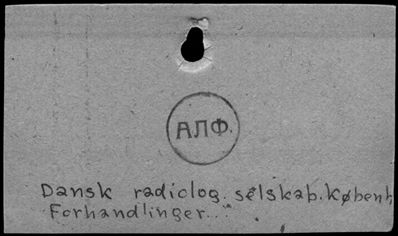 АЛФ.
Dansk radiolog. selskab. Københ
Forhandlinger...